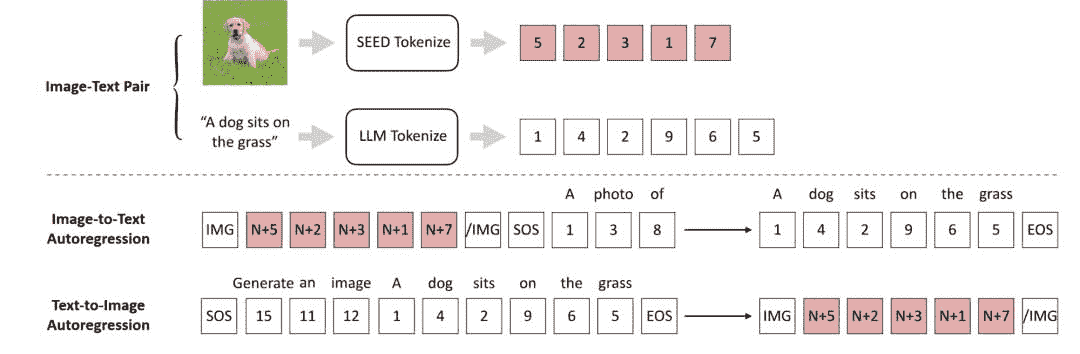 SEED Tokenize
5 2 3 1 7
Image-Text Pair
“A dog sits on
the grass”
LLM Tokenize
1 4 2 9 6 5
A photo of A dog sits on the grass
Image-to-Text
Autoregression
IMG N+5 N+2 N+3 N+1 N+7 /IMG SOS 1 3 8 1 4 2 9 6 5 EOS
Generate an image A dog sits on the grass
Text-to-Image
Autoregression
SOS 15 11 12 1 4 2 9 6 5 EOS IMG N+5 N+2 N+3 N+1 N+7 /IMG